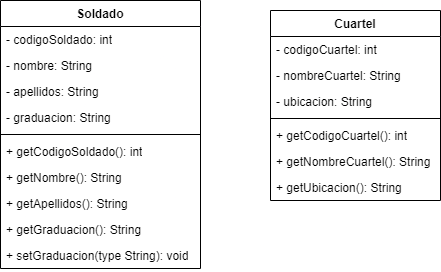 Soldado
- codigoSoldado: int
- nombre: String
- apellidos: String
- graduacion: String
+ getCodigoSoldado(): int
+ getNombre(): String
+ getApellidos(): String
+ getGraduacion(): String
+ setGraduacion(type String): void
Cuartel
- codigoCuartel: int
- nombreCuartel: String
- ubicacion: String
+ getCodigoCuartel(): int
+ getNombreCuartel(): String
+ getUbicacion(): String